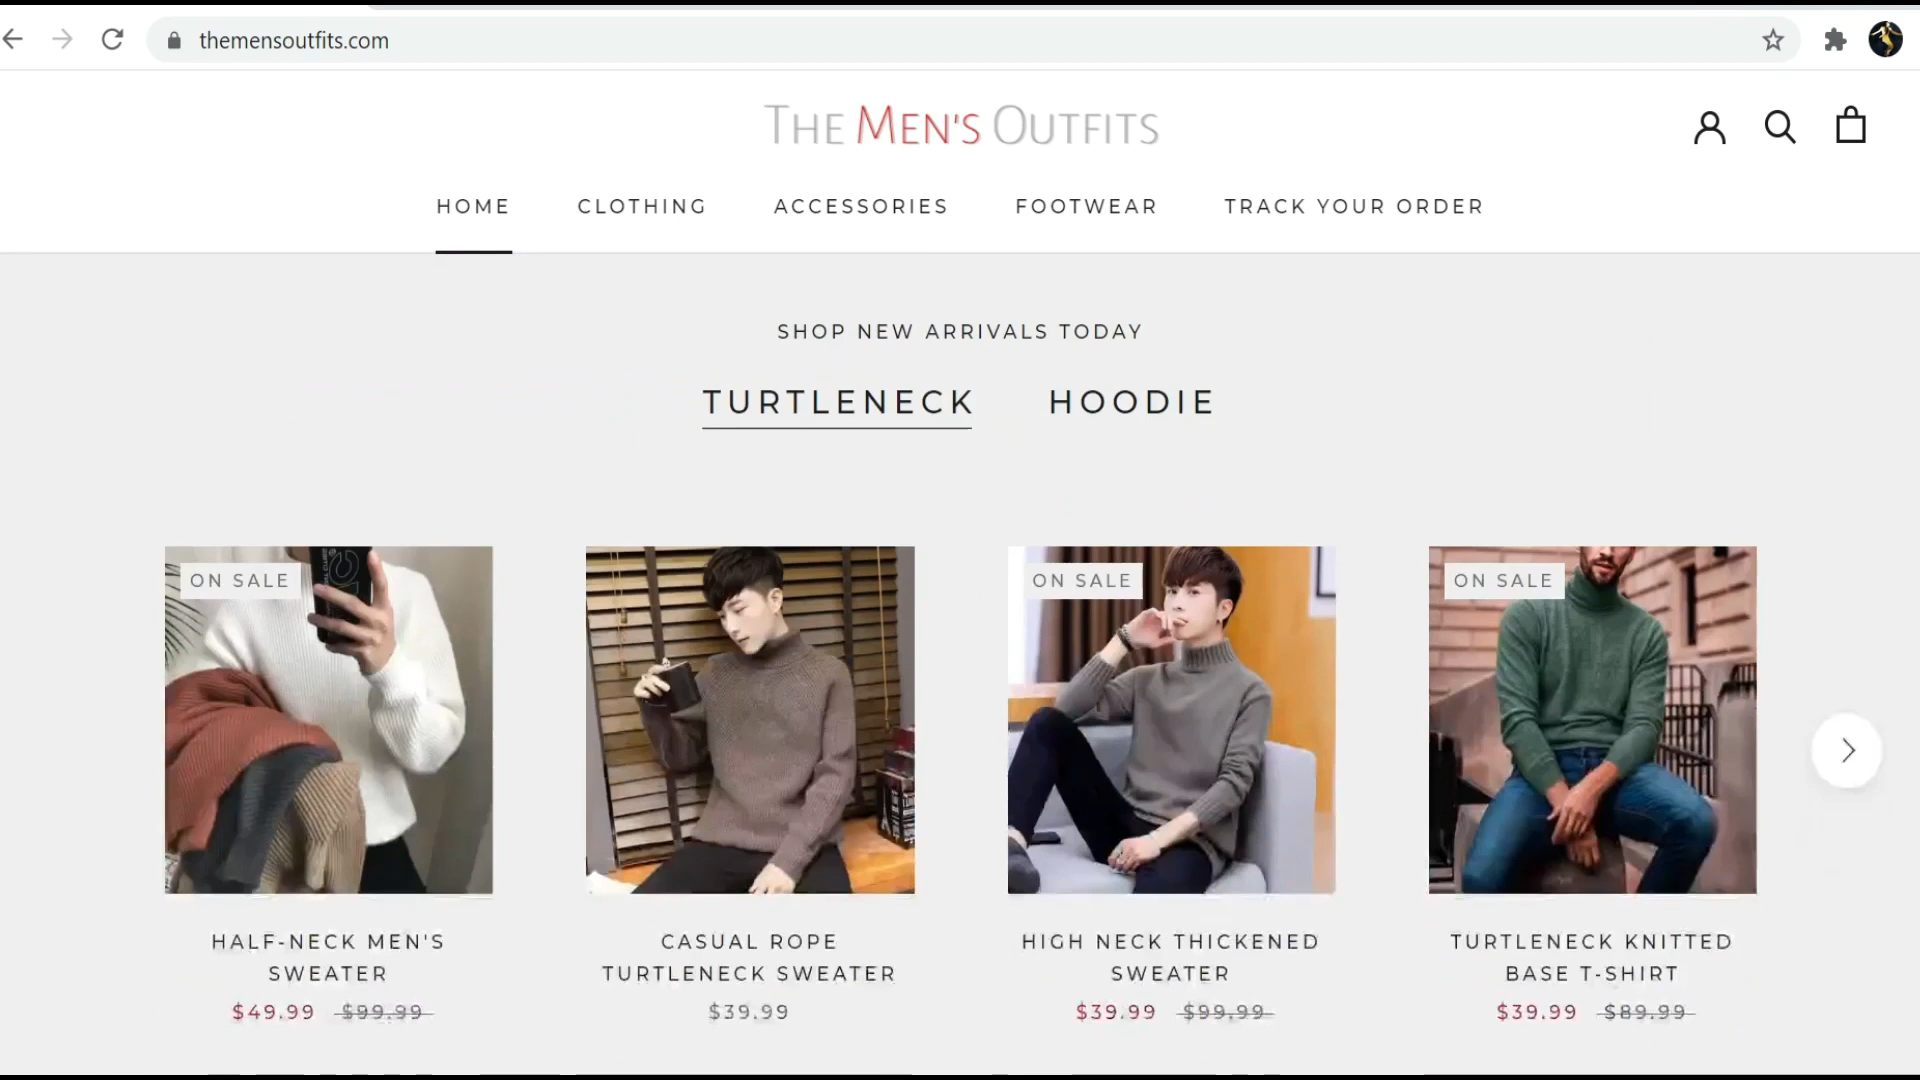 themensoutfits.com
THE MEN'S OUTFITS
HOME CLOTHING ACCESSORIES FOOTWEAR TRACK YOUR ORDER
SHOP NEW ARRIVALS TODAY
TURTLENECK HOODIE
ON SALE
ON SALE
ON SALE
HALF-NECK MEN'S
SWEATER
$49.99 $99.99
CASUAL ROPE
TURTLENECK SWEATER
$39.99
HIGH NECK THICKENED
SWEATER
$39.99 $99.99
TURTLENECK KNITTED
BASE T-SHIRT
$39.99 $89.99